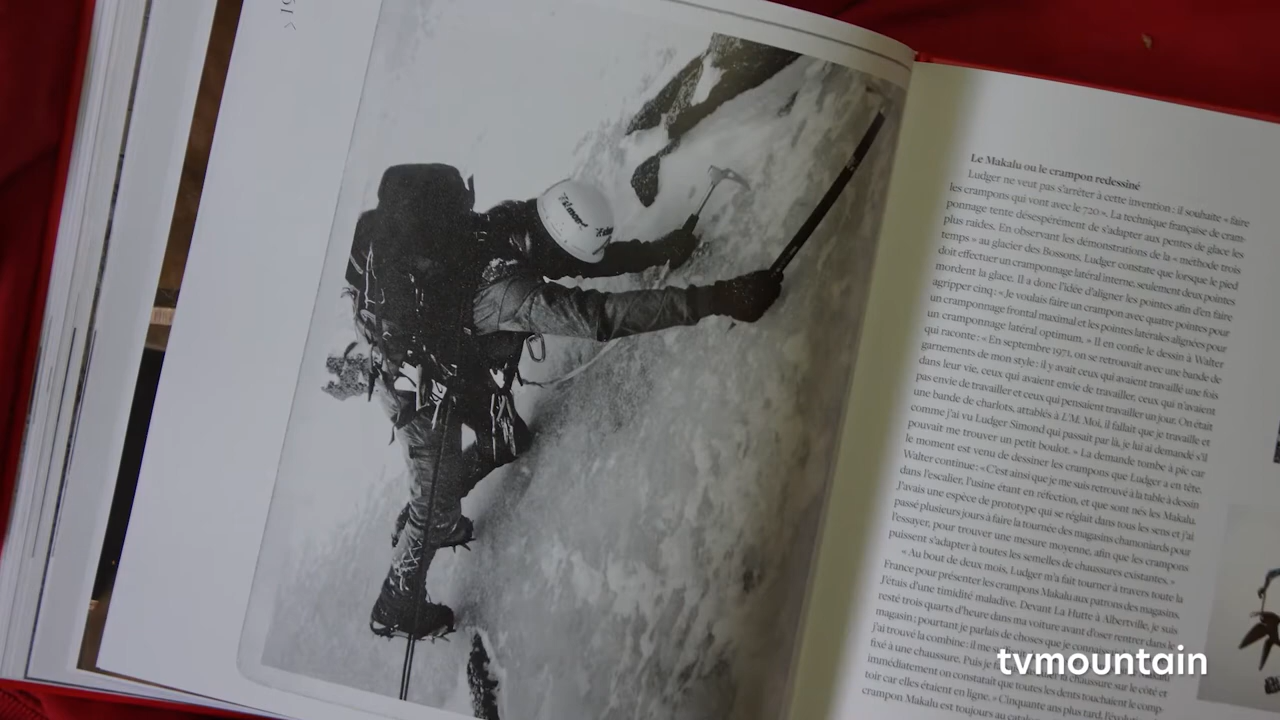 Le Makalu ou le crampon redessiné
Ludger ne veut pas s'arrêter à cette invention : il souhaite « faire
les crampons qui vont avec le 720 ». La technique française de cram-
ponnage tente désespérément de s'adapter aux pentes de glace les
plus raides. En observant les démonstrations de la « méthode trois
temps » au glacier des Bossons, Ludger constate que lorsque le pied
doit effectuer un cramponnage latéral interne, seulement deux pointes
mordent la glace. Il a donc l'idée d'aligner les pointes afin d'en faire
agripper cinq : « Je voulais faire un crampon avec quatre pointes pour
un cramponnage frontal maximal et les pointes latérales alignées pour
un cramponnage latéral optimum. » Il en confie le dessin à Walter
qui raconte : « En septembre 1971, on se retrouvait avec une bande de
garnements de mon style : il y avait ceux qui avaient travaillé une fois
dans leur vie, ceux qui avaient envie de travailler, ceux qui n'avaient
pas envie de travailler et ceux qui pensaient travailler un jour. On était
une bande de charlots, attablés à L'M. Moi, il fallait que je travaille et
comme j'ai vu Ludger Simond qui passait par là, je lui ai demandé s'il
pouvait me trouver un petit boulot. » La demande tombe à pic car
le moment est venu de dessiner les crampons que Ludger a en tête.
Walter continue : « C'est ainsi que je me suis retrouvé à la table à dessin
dans l'escalier, l'usine étant en réfection, et que sont nés les Makalu.
J'avais une espèce de prototype qui se réglait dans tous les sens et j'ai
passé plusieurs jours à faire la tournée des magasins chamoniards pour
l'essayer, pour trouver une mesure moyenne, afin que les crampons
puissent s'adapter à toutes les semelles de chaussures existantes. »
« Au bout de deux mois, Ludger m'a fait tourner à travers toute la
France pour présenter les crampons Makalu aux patrons des magasins.
J'étais d'une timidité maladive. Devant La Hutte à Albertville, je suis
resté trois quarts d'heure dans ma voiture avant d'oser rentrer dans le
magasin ; pourtant je parlais de choses que je
j'ai trouvé la combine : il me
fixé à une chaussure. Puis je la chaussure sur le côté et
immédiatement on constatait que toutes les dents touchaient le comp-
toir car elles étaient en ligne. » Cinquante ans plus tard,
crampon Makalu est toujours au
tvmountain